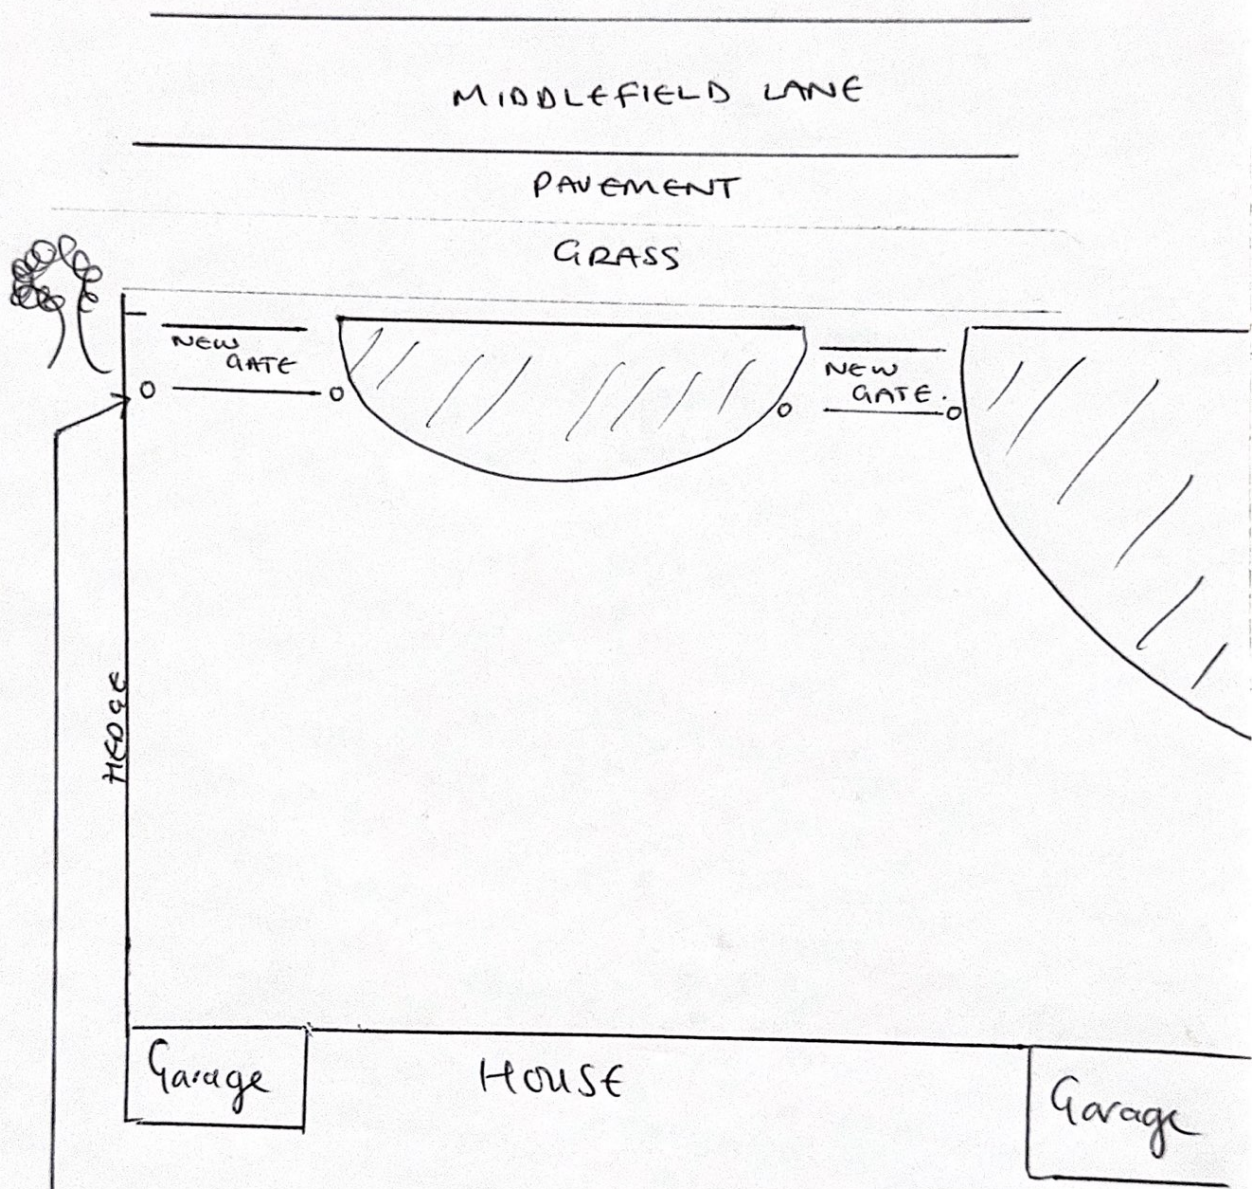 MIDDLEFIELD LANE
PAVEMENT
GRASS
NEW
GATE
NEW
GATE.
HEDGE
Garage
HOUSE
Garage